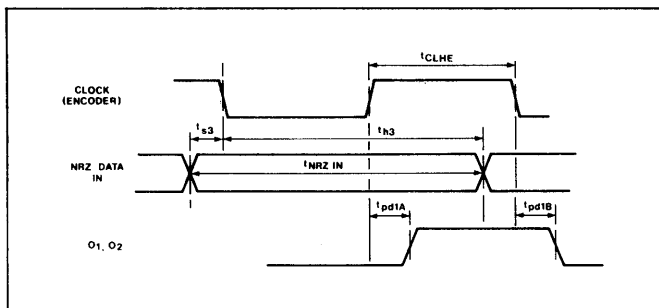 tCLHE
CLOCK
(ENCODER)
ts3
th3
NRZ DATA
IN
tNRZ IN
tpd1A
tpd1B
O1, O2